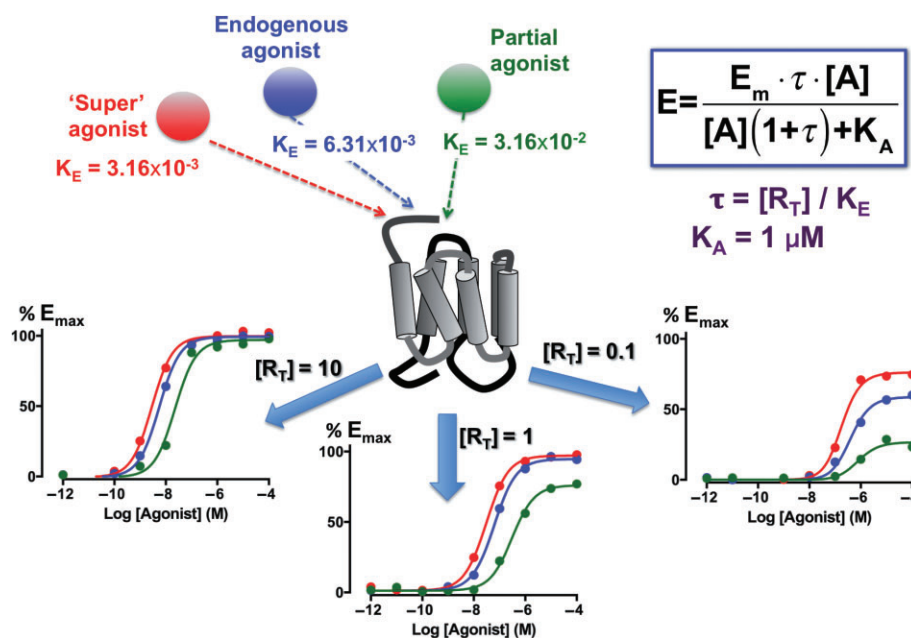 Endogenous
agonist
Partial
agonist
'Super'
agonist
K_E = 3.16x10⁻³
K_E = 6.31x10⁻³
K_E = 3.16x10⁻²
E = E_m · τ · [A] / [A](1+τ)+K_A
τ = [R_T] / K_E
K_A = 1 µM
% E_max
100
50
0
−12 −10 −8 −6 −4
Log [Agonist] (M)
[R_T] = 10
[R_T] = 1
[R_T] = 0.1
% E_max
100
50
0
−12 −10 −8 −6 −4
Log [Agonist] (M)
% E_max
100
50
0
−12 −10 −8 −6 −4
Log [Agonist] (M)